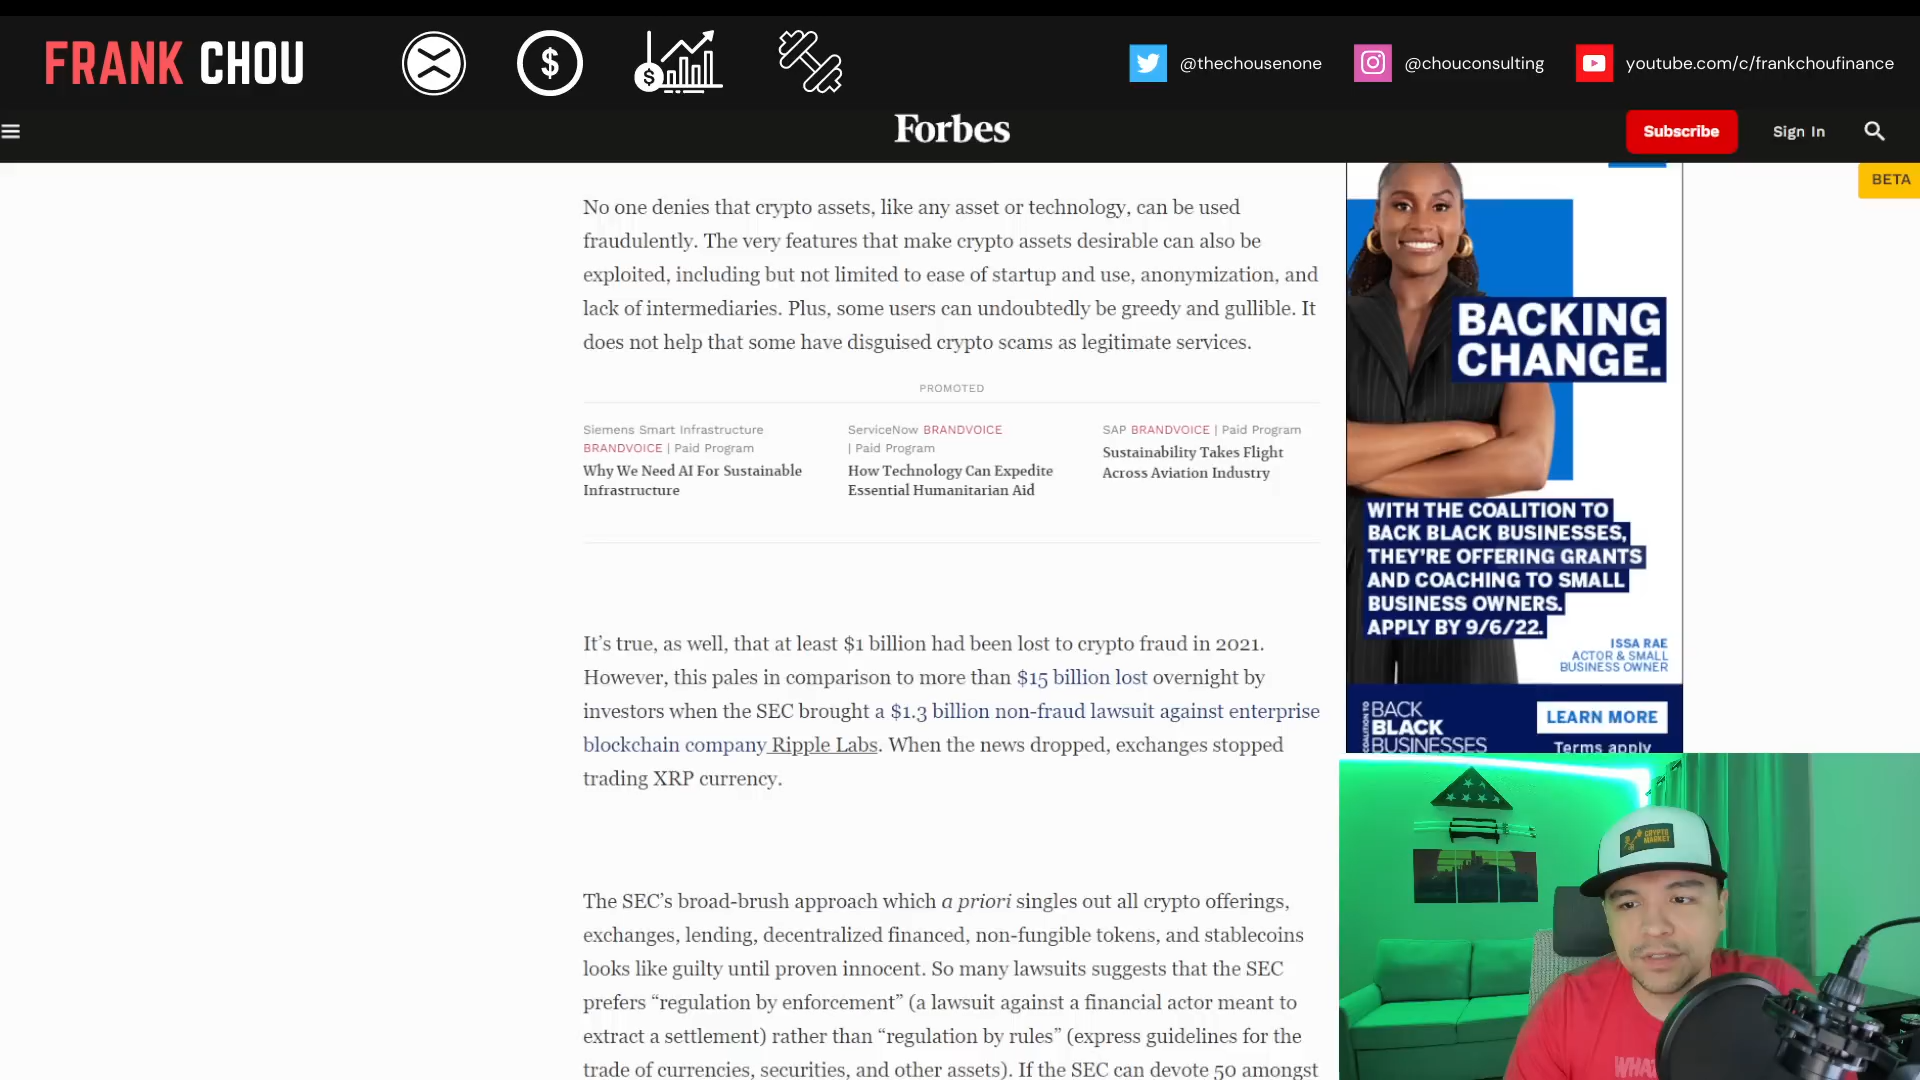 FRANK CHOU
@thechousenone
@chouconsulting
youtube.com/c/frankchoufinance
Forbes
Subscribe
Sign In
BETA
No one denies that crypto assets, like any asset or technology, can be used
fraudulently. The very features that make crypto assets desirable can also be
exploited, including but not limited to ease of startup and use, anonymization, and
lack of intermediaries. Plus, some users can undoubtedly be greedy and gullible. It
does not help that some have disguised crypto scams as legitimate services.
PROMOTED
Siemens Smart Infrastructure
BRANDVOICE | Paid Program
Why We Need AI For Sustainable
Infrastructure
ServiceNow BRANDVOICE
| Paid Program
How Technology Can Expedite
Essential Humanitarian Aid
SAP BRANDVOICE | Paid Program
Sustainability Takes Flight
Across Aviation Industry
It's true, as well, that at least $1 billion had been lost to crypto fraud in 2021.
However, this pales in comparison to more than $15 billion lost overnight by
investors when the SEC brought a $1.3 billion non-fraud lawsuit against enterprise
blockchain company Ripple Labs. When the news dropped, exchanges stopped
trading XRP currency.
The SEC's broad-brush approach which a priori singles out all crypto offerings,
exchanges, lending, decentralized financed, non-fungible tokens, and stablecoins
looks like guilty until proven innocent. So many lawsuits suggests that the SEC
prefers “regulation by enforcement” (a lawsuit against a financial actor meant to
extract a settlement) rather than “regulation by rules” (express guidelines for the
trade of currencies, securities, and other assets). If the SEC can devote 50 amongst
BACKING
CHANGE.
WITH THE COALITION TO
BACK BLACK BUSINESSES,
THEY'RE OFFERING GRANTS
AND COACHING TO SMALL
BUSINESS OWNERS.
APPLY BY 9/6/22.
ISSA RAE
ACTOR & SMALL
BUSINESS OWNER
COALITION TO
BACK
BLACK
BUSINESSES
LEARN MORE
Terms apply
CRYPTO
MARKET
WHAT